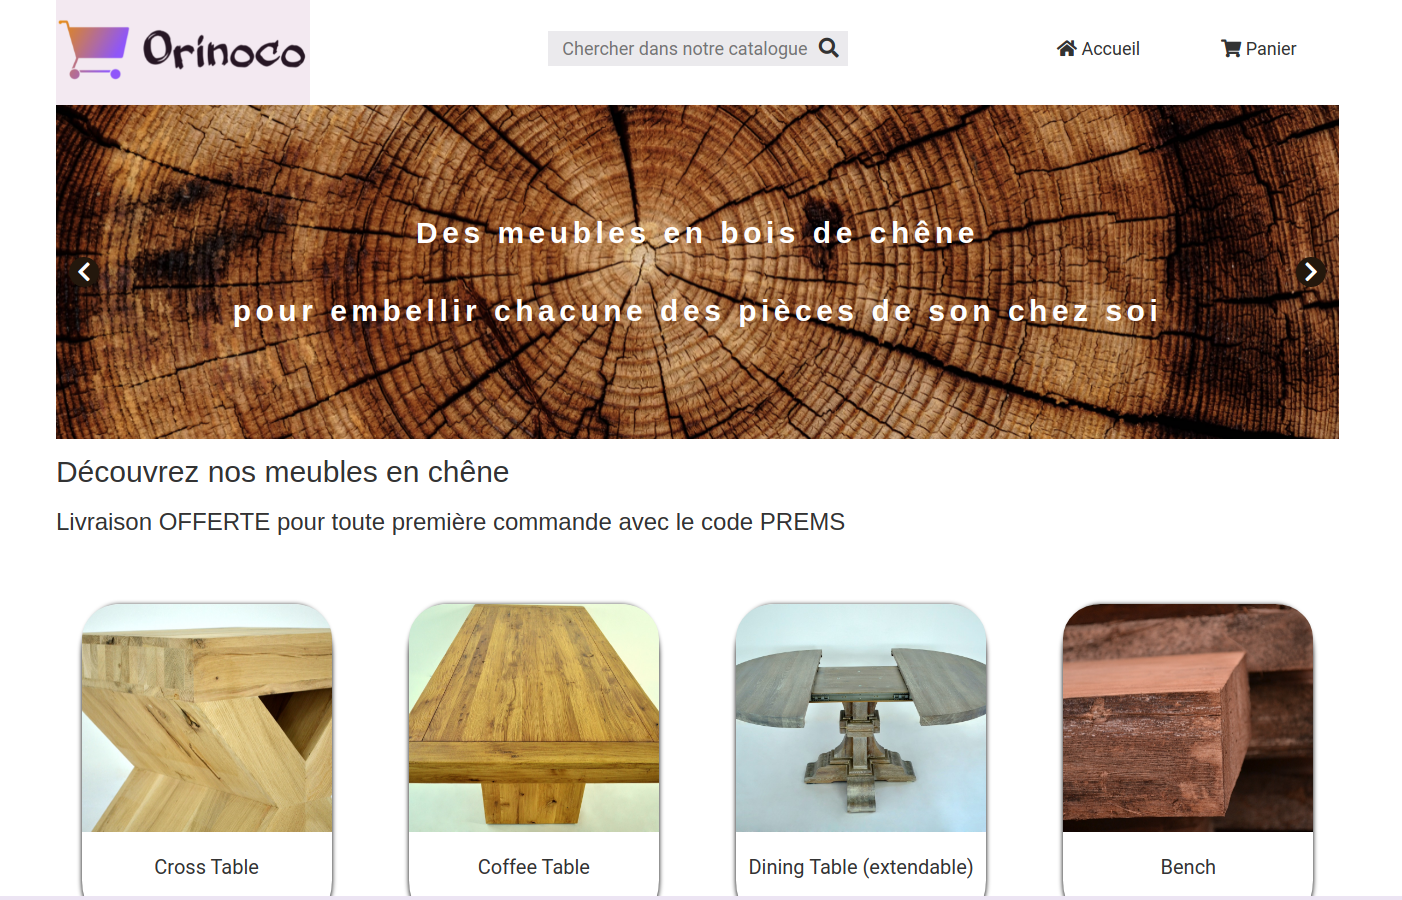 Orinoco
Chercher dans notre catalogue
Accueil
Panier
Des meubles en bois de chêne
pour embellir chacune des pièces de son chez soi
Découvrez nos meubles en chêne
Livraison OFFERTE pour toute première commande avec le code PREMS
Cross Table
Coffee Table
Dining Table (extendable)
Bench